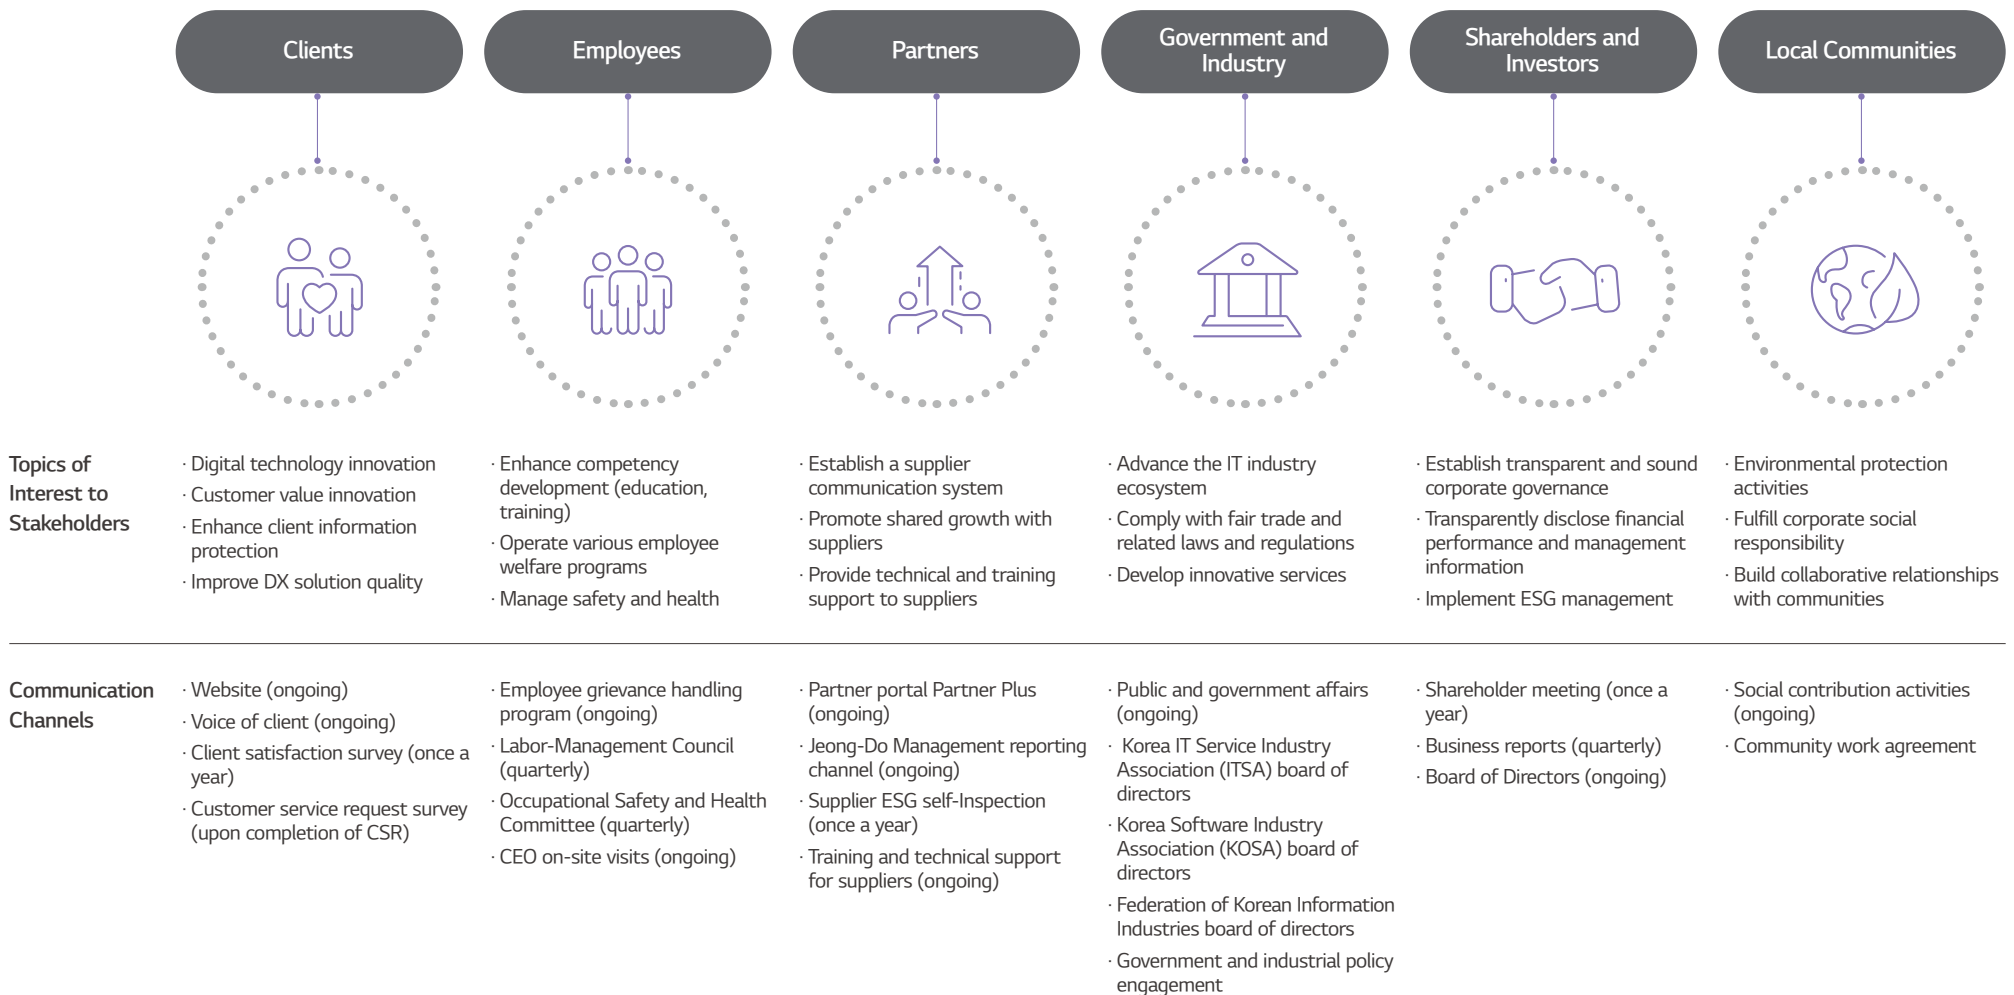 Clients
Employees
Partners
Government and
Industry
Shareholders and
Investors
Local Communities
Topics of
Interest to
Stakeholders
· Digital technology innovation
· Customer value innovation
· Enhance client information
protection
· Improve DX solution quality
· Enhance competency
development (education,
training)
· Operate various employee
welfare programs
· Manage safety and health
· Establish a supplier
communication system
· Promote shared growth with
suppliers
· Provide technical and training
support to suppliers
· Advance the IT industry
ecosystem
· Comply with fair trade and
related laws and regulations
· Develop innovative services
· Establish transparent and sound
corporate governance
· Transparently disclose financial
performance and management
information
· Implement ESG management
· Environmental protection
activities
· Fulfill corporate social
responsibility
· Build collaborative relationships
with communities
Communication
Channels
· Website (ongoing)
· Voice of client (ongoing)
· Client satisfaction survey (once a
year)
· Customer service request survey
(upon completion of CSR)
· Employee grievance handling
program (ongoing)
· Labor-Management Council
(quarterly)
· Occupational Safety and Health
Committee (quarterly)
· CEO on-site visits (ongoing)
· Partner portal Partner Plus
(ongoing)
· Jeong-Do Management reporting
channel (ongoing)
· Supplier ESG self-Inspection
(once a year)
· Training and technical support
for suppliers (ongoing)
· Public and government affairs
(ongoing)
· Korea IT Service Industry
Association (ITSA) board of
directors
· Korea Software Industry
Association (KOSA) board of
directors
· Federation of Korean Information
Industries board of directors
· Government and industrial policy
engagement
· Shareholder meeting (once a
year)
· Business reports (quarterly)
· Board of Directors (ongoing)
· Social contribution activities
(ongoing)
· Community work agreement